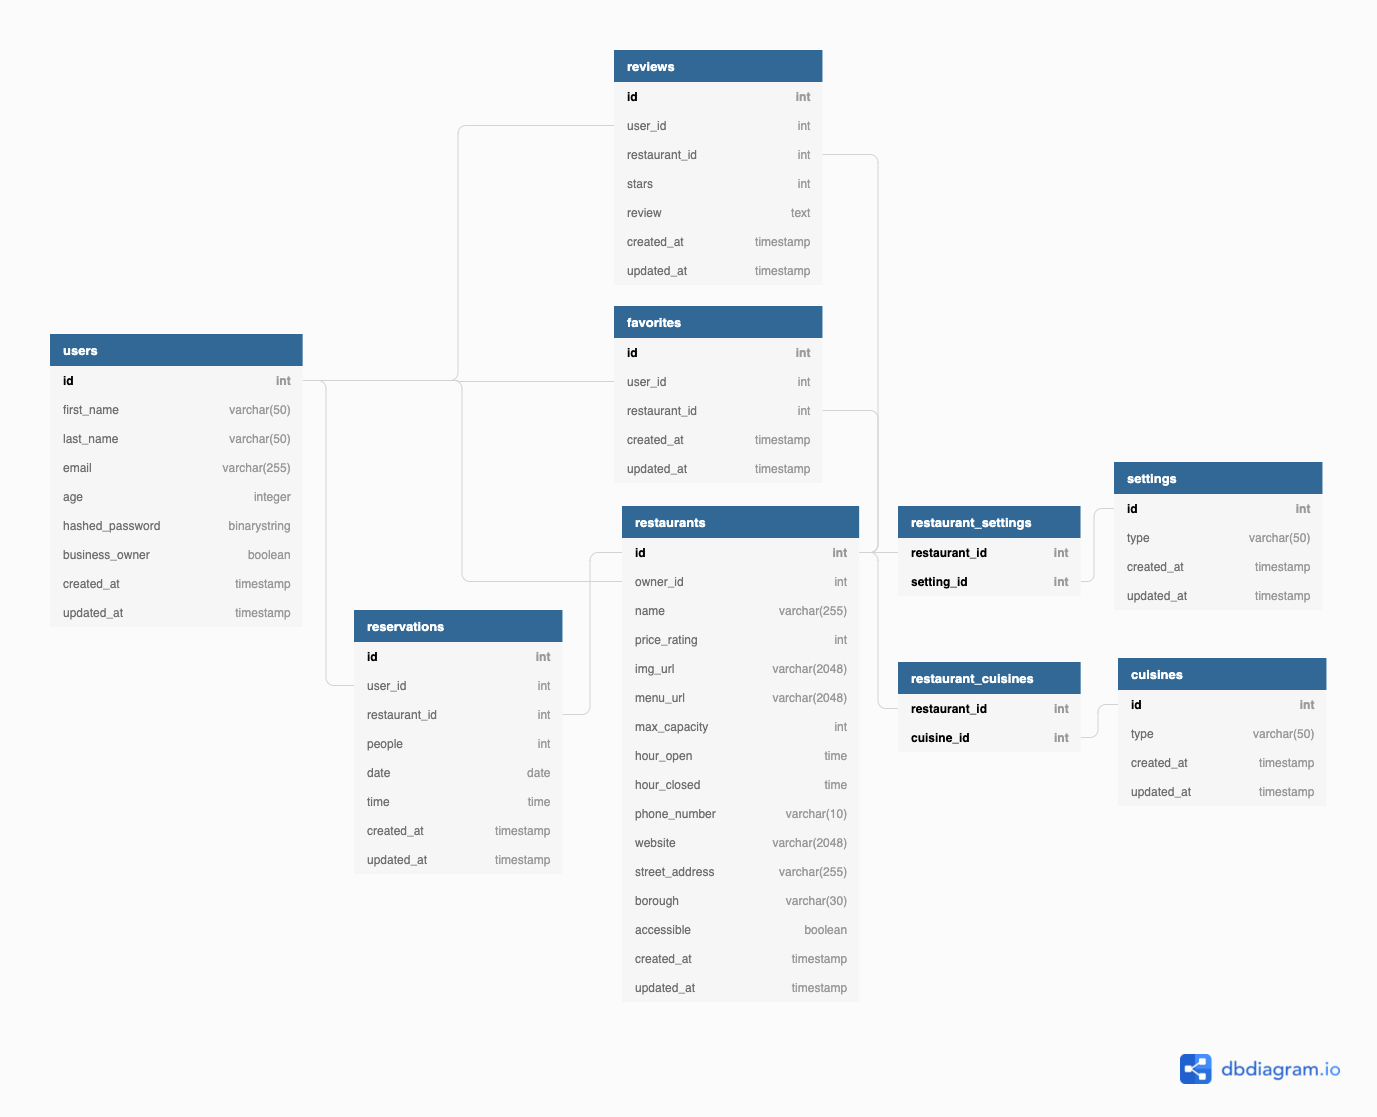 reviews
id int
user_id int
restaurant_id int
stars int
review text
created_at timestamp
updated_at timestamp
favorites
id int
user_id int
restaurant_id int
created_at timestamp
updated_at timestamp
users
id int
first_name varchar(50)
last_name varchar(50)
email varchar(255)
age integer
hashed_password binarystring
business_owner boolean
created_at timestamp
updated_at timestamp
reservations
id int
user_id int
restaurant_id int
people int
date date
time time
created_at timestamp
updated_at timestamp
restaurants
id int
owner_id int
name varchar(255)
price_rating int
img_url varchar(2048)
menu_url varchar(2048)
max_capacity int
hour_open time
hour_closed time
phone_number varchar(10)
website varchar(2048)
street_address varchar(255)
borough varchar(30)
accessible boolean
created_at timestamp
updated_at timestamp
restaurant_settings
restaurant_id int
setting_id int
settings
id int
type varchar(50)
created_at timestamp
updated_at timestamp
restaurant_cuisines
restaurant_id int
cuisine_id int
cuisines
id int
type varchar(50)
created_at timestamp
updated_at timestamp
dbdiagram.io